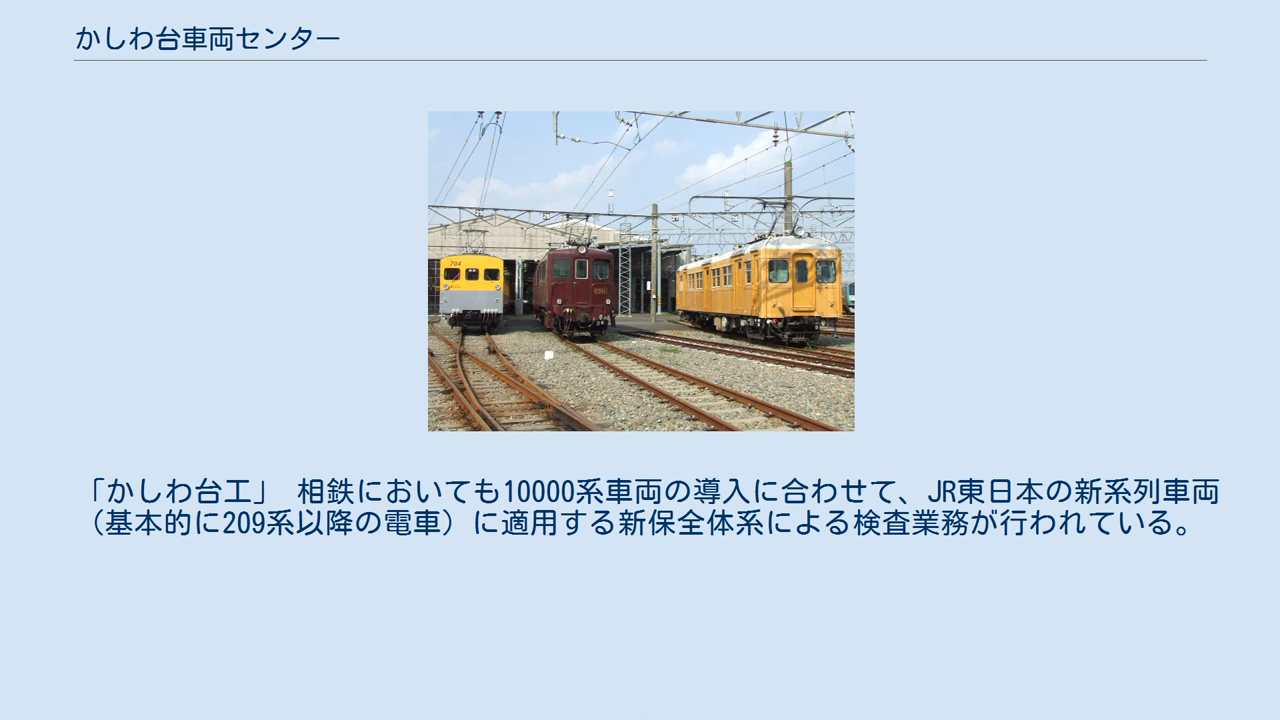 かしわ台車両センター
704
「かしわ台工」 相鉄においても10000系車両の導入に合わせて、JR東日本の新系列車両
（基本的に209系以降の電車）に適用する新保全体系による検査業務が行われている。